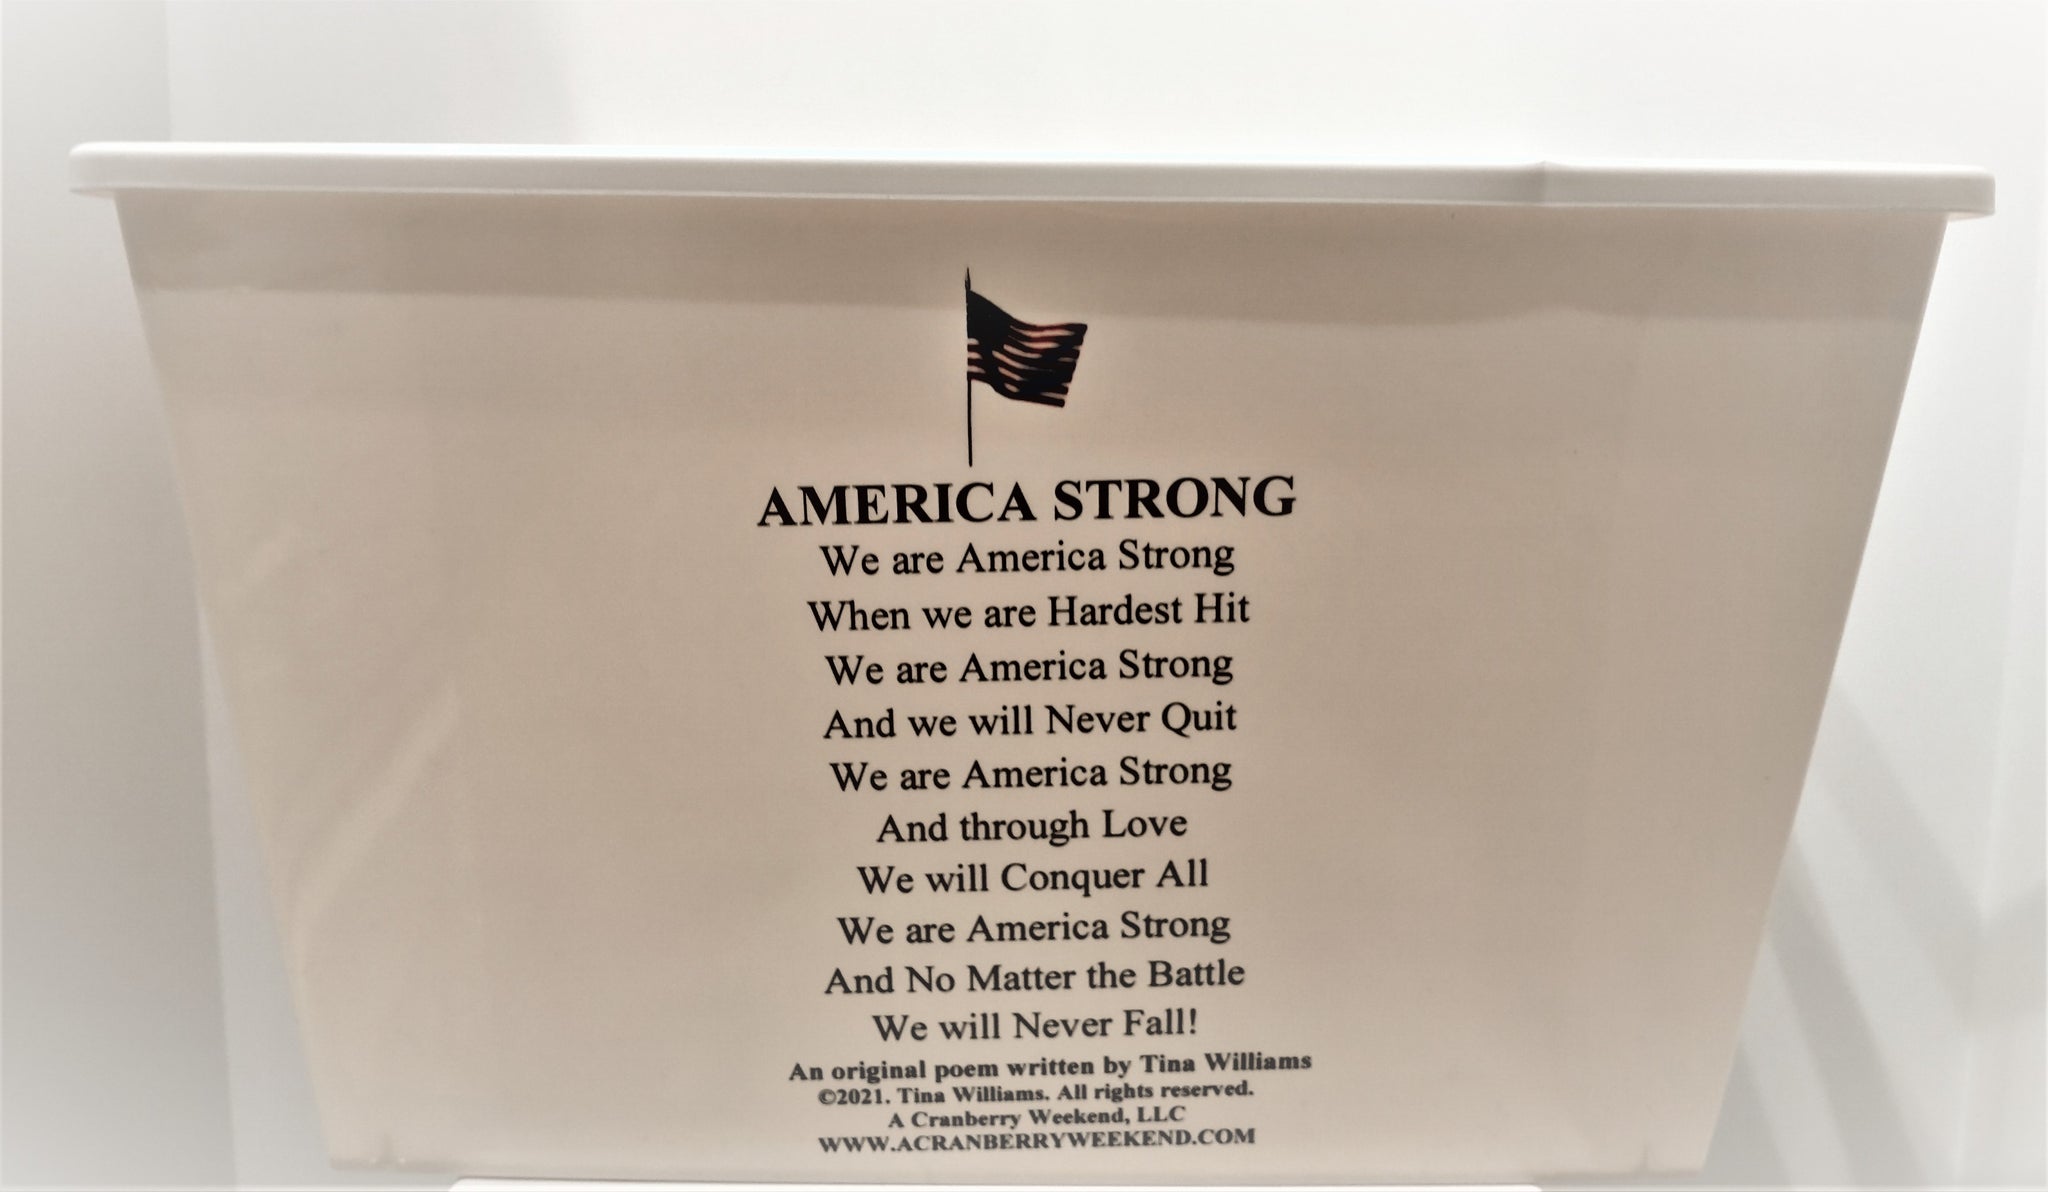 AMERICA STRONG
We are America Strong
When we are Hardest Hit
We are America Strong
And we will Never Quit
We are America Strong
And through Love
We will Conquer All
We are America Strong
And No Matter the Battle
We will Never Fall!
An original poem written by Tina Williams
©2021. Tina Williams. All rights reserved.
A Cranberry Weekend, LLC
WWW.ACRANBERRYWEEKEND.COM